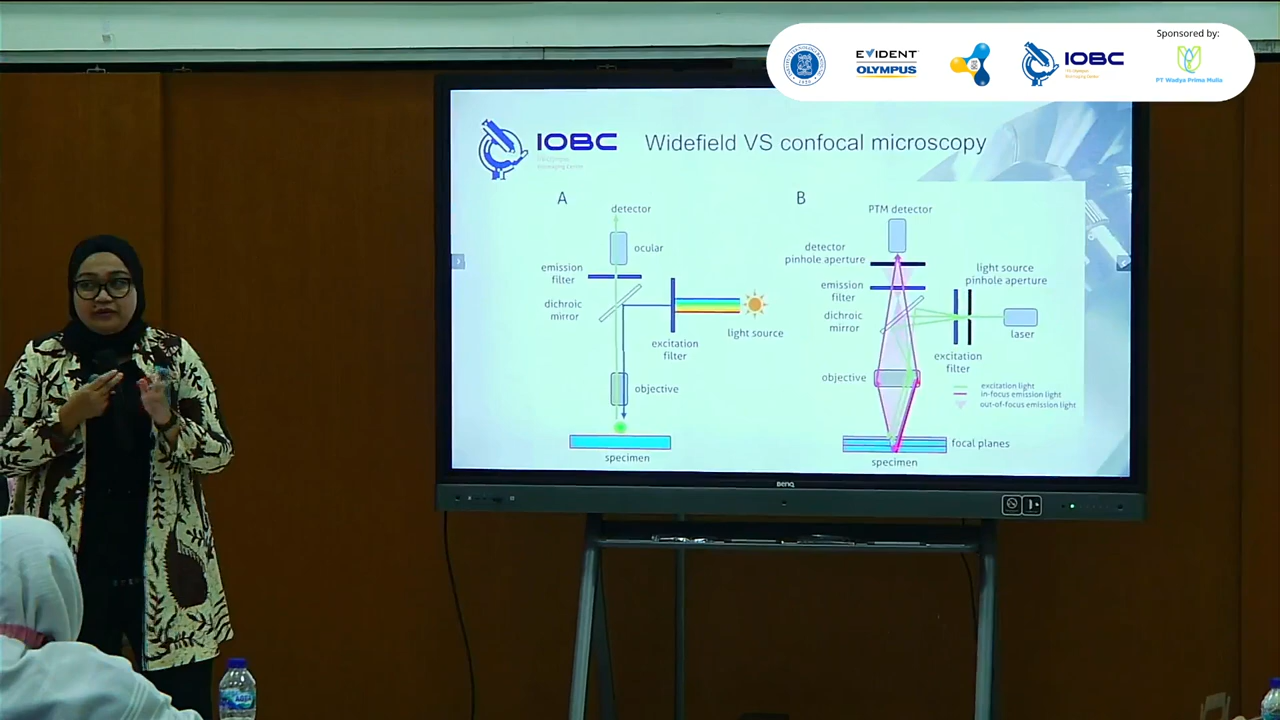 Sponsored by:
EVIDENT
OLYMPUS
IOBC
PT Wadya Prima Mulia
IOBC
Widefield VS confocal microscopy
A
detector
ocular
emission
filter
dichroic
mirror
excitation
filter
light source
objective
specimen
B
PTM detector
detector
pinhole aperture
emission
filter
dichroic
mirror
light source
pinhole aperture
laser
excitation
filter
objective
excitation light
in-focus emission light
out-of-focus emission light
focal planes
specimen
BenQ